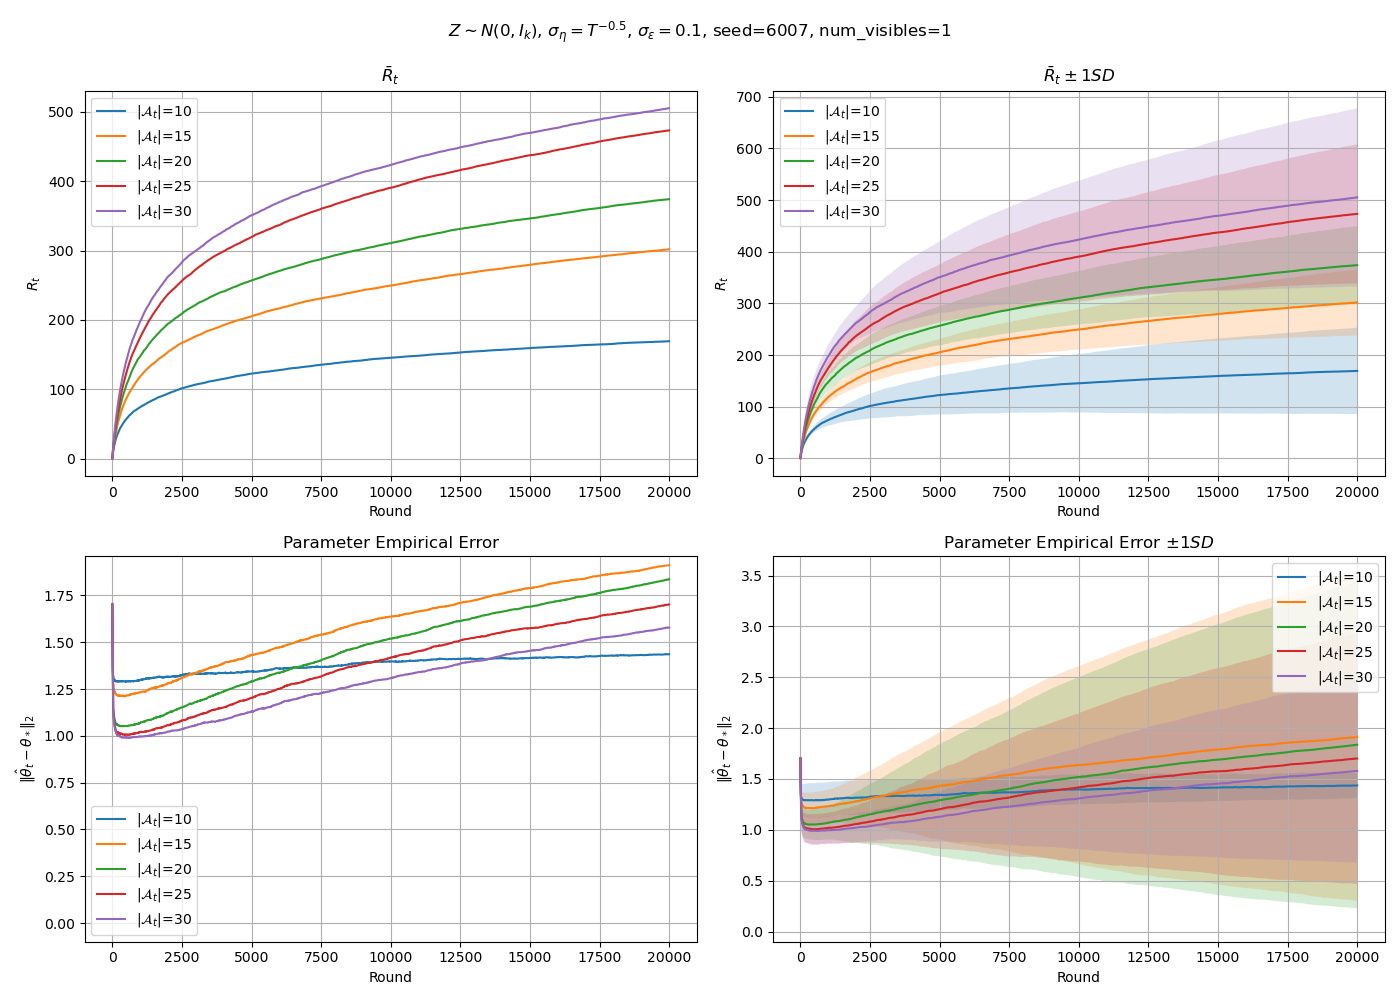 Z ∼ N(0, I_k), σ_η = T^{−0.5}, σ_ε = 0.1, seed=6007, num_visibles=1
R̄_t
500
400
300
200
100
0
R_t
|𝒜_t|=10
|𝒜_t|=15
|𝒜_t|=20
|𝒜_t|=25
|𝒜_t|=30
0 2500 5000 7500 10000 12500 15000 17500 20000
Round
R̄_t ± 1SD
700
600
500
400
300
200
100
0
R_t
|𝒜_t|=10
|𝒜_t|=15
|𝒜_t|=20
|𝒜_t|=25
|𝒜_t|=30
0 2500 5000 7500 10000 12500 15000 17500 20000
Round
Parameter Empirical Error
1.75
1.50
1.25
1.00
0.75
0.50
0.25
0.00
‖θ̂_t − θ_*‖_2
|𝒜_t|=10
|𝒜_t|=15
|𝒜_t|=20
|𝒜_t|=25
|𝒜_t|=30
0 2500 5000 7500 10000 12500 15000 17500 20000
Round
Parameter Empirical Error ±1SD
3.5
3.0
2.5
2.0
1.5
1.0
0.5
0.0
‖θ̂_t − θ_*‖_2
|𝒜_t|=10
|𝒜_t|=15
|𝒜_t|=20
|𝒜_t|=25
|𝒜_t|=30
0 2500 5000 7500 10000 12500 15000 17500 20000
Round